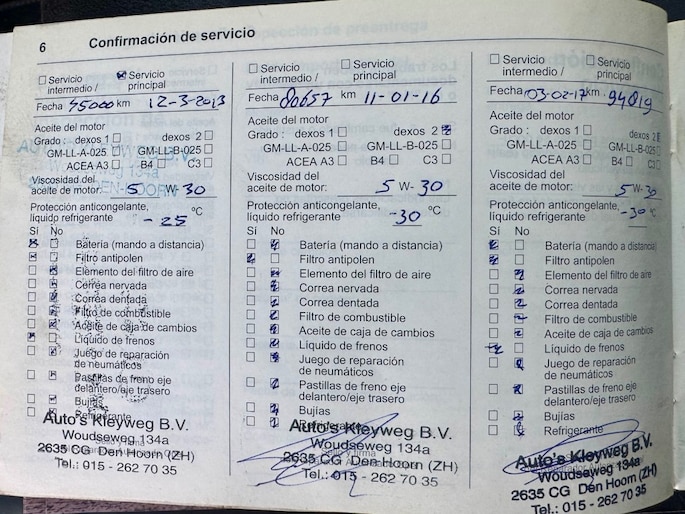 6 Confirmación de servicio
Servicio intermedio /
Servicio principal
Fecha 45000 km 12-3-2013
Aceite del motor
Grado : dexos 1 dexos 2
GM-LL-A-025 GM-LL-B-025
ACEA A3 B4 C3
Viscosidad del
aceite de motor: 5 W- 30
Protección anticongelante,
líquido refrigerante -25 °C
Sí No
Batería (mando a distancia)
Filtro antipolen
Elemento del filtro de aire
Correa nervada
Correa dentada
Filtro de combustible
Aceite de caja de cambios
Líquido de frenos
Juego de reparación
de neumáticos
Pastillas de freno eje
delantero/eje trasero
Bujías
Refrigerante
Auto's Kleyweg B.V.
Woudseweg 134a
2635 CG Den Hoorn (ZH)
Tel.: 015 - 262 70 35
Servicio intermedio /
Servicio principal
Fecha 80657 km 11-01-16
Aceite del motor
Grado : dexos 1 dexos 2
GM-LL-A-025 GM-LL-B-025
ACEA A3 B4 C3
Viscosidad del
aceite de motor: 5 W- 30
Protección anticongelante,
líquido refrigerante -30 °C
Sí No
Batería (mando a distancia)
Filtro antipolen
Elemento del filtro de aire
Correa nervada
Correa dentada
Filtro de combustible
Aceite de caja de cambios
Líquido de frenos
Juego de reparación
de neumáticos
Pastillas de freno eje
delantero/eje trasero
Bujías
Refrigerante
Auto's Kleyweg B.V.
Woudseweg 134a
2635 CG Den Hoorn (ZH)
Tel.: 015 - 262 70 35
Servicio intermedio /
Servicio principal
Fecha 03-02-17 km 94819
Aceite del motor
Grado : dexos 1 dexos 2
GM-LL-A-025 GM-LL-B-025
ACEA A3 B4 C3
Viscosidad del
aceite de motor: 5 W- 30
Protección anticongelante,
líquido refrigerante -30 °C
Sí No
Batería (mando a distancia)
Filtro antipolen
Elemento del filtro de aire
Correa nervada
Correa dentada
Filtro de combustible
Aceite de caja de cambios
Líquido de frenos
Juego de reparación
de neumáticos
Pastillas de freno eje
delantero/eje trasero
Bujías
Refrigerante
Auto's Kleyweg B.V.
Woudseweg 134a
2635 CG Den Hoorn (ZH)
Tel.: 015 - 262 70 35